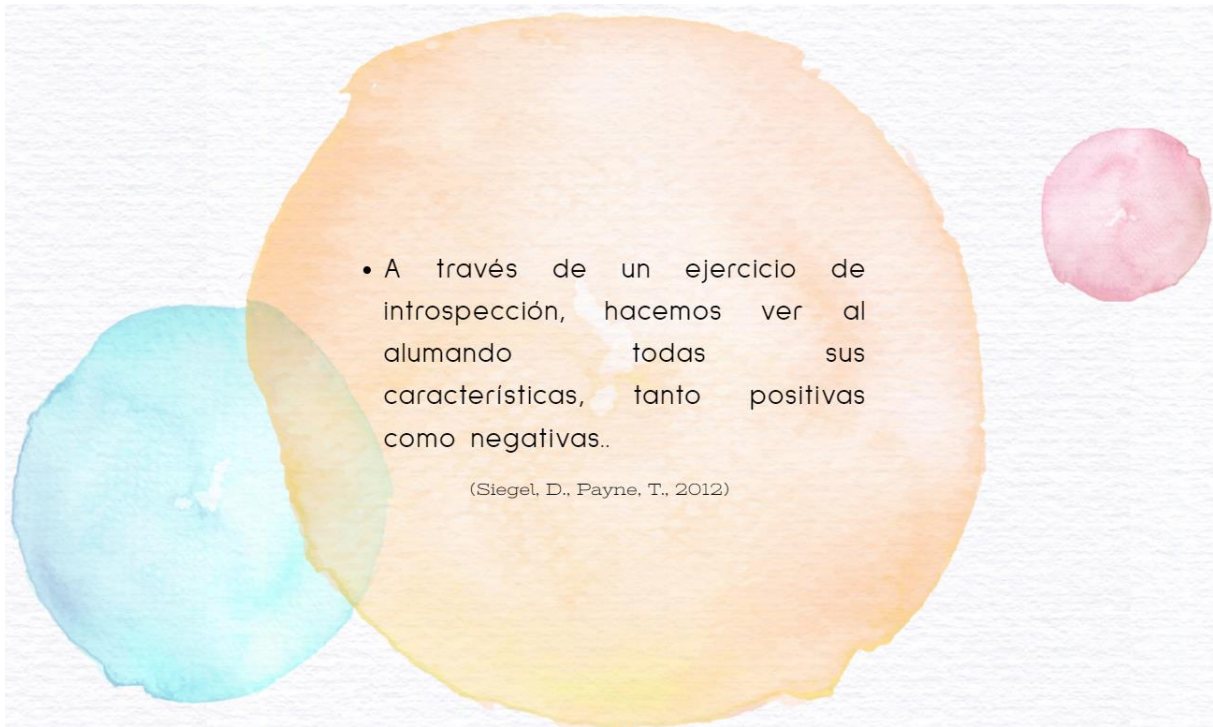 • A través de un ejercicio de
introspección, hacemos ver al
alumando todas sus
características, tanto positivas
como negativas..
(Siegel, D., Payne, T., 2012)